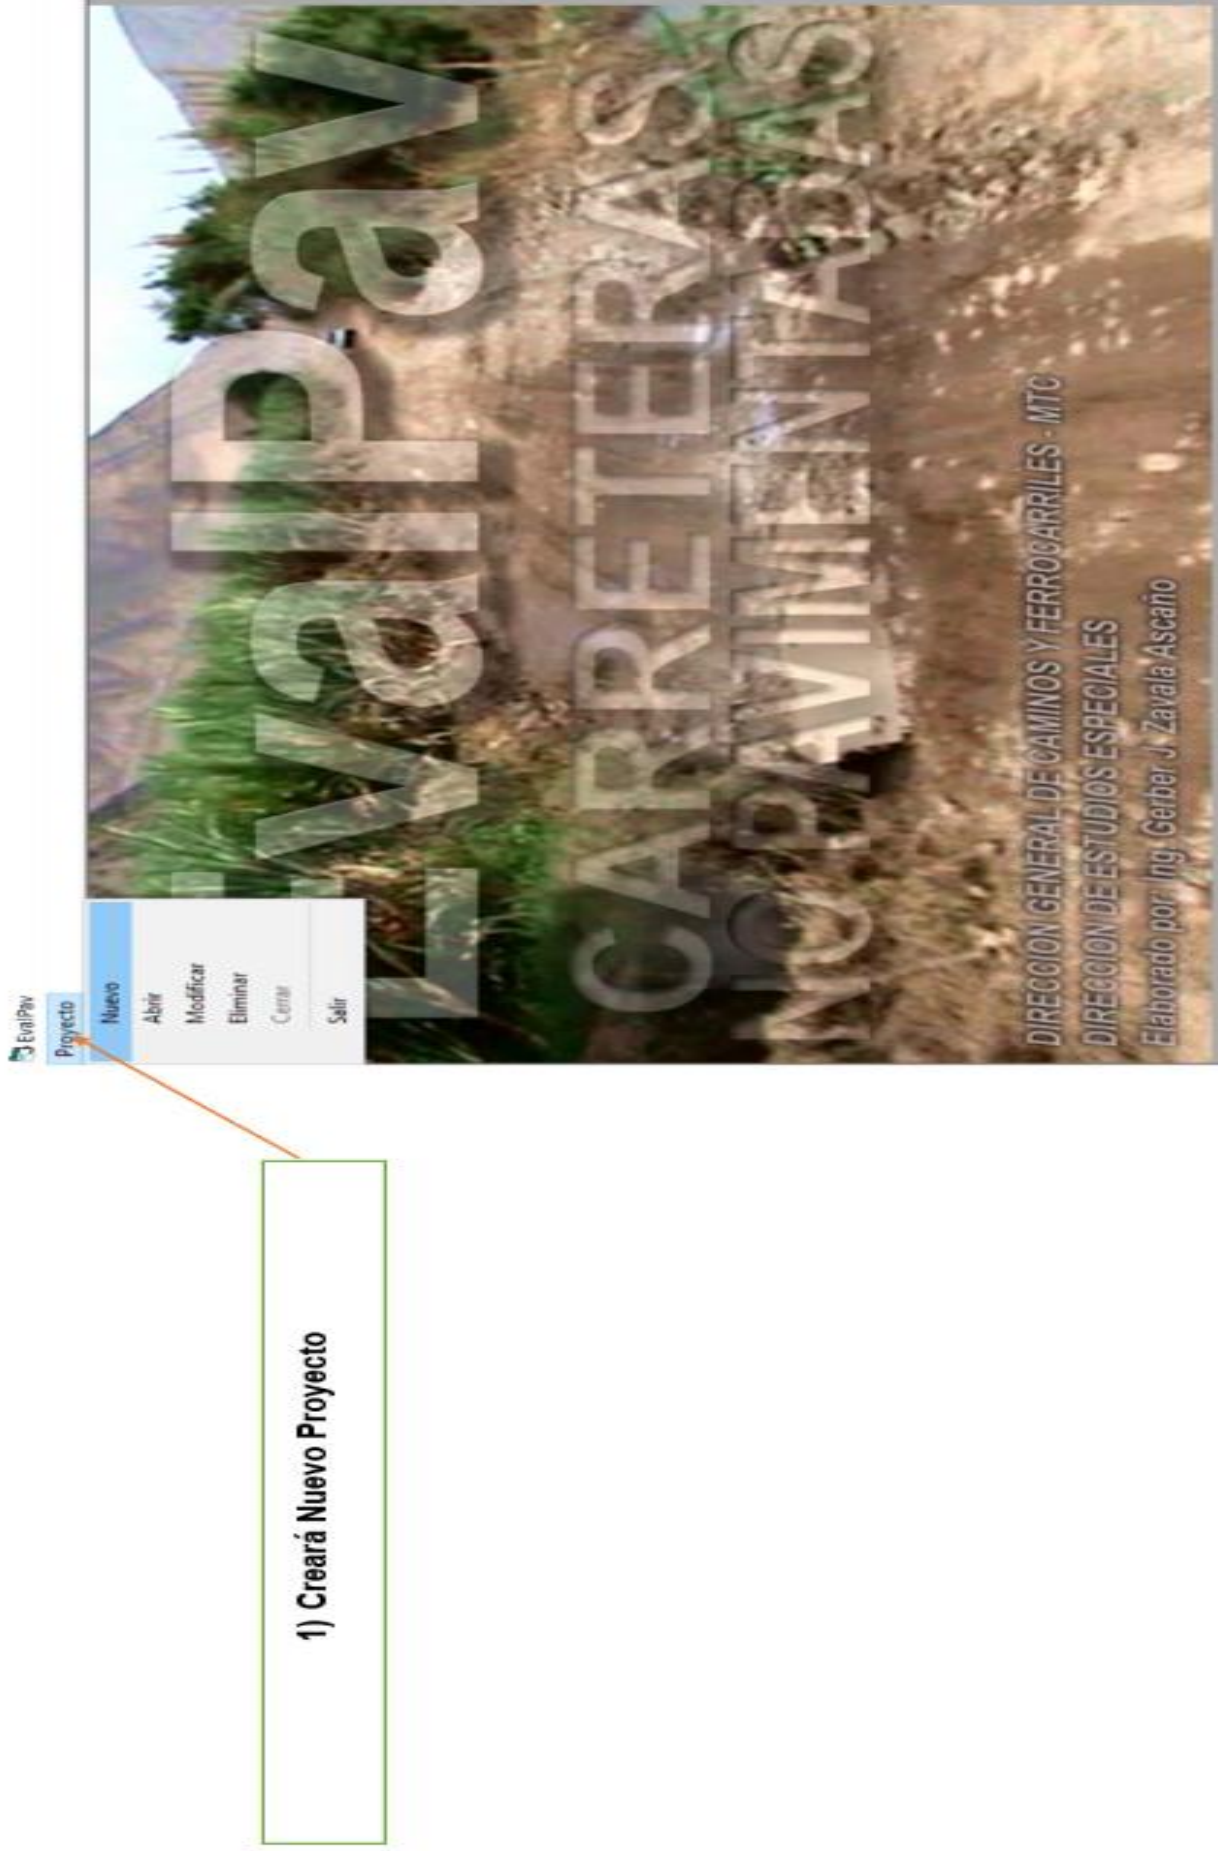 1) Creará Nuevo Proyecto
EvalPav
Proyecto
Nuevo
Abrir
Modificar
Eliminar
Cerrar
Salir
EvalPav
CARRETERAS
NO PAVIMENTADAS
DIRECCION GENERAL DE CAMINOS Y FERROCARRILES - MTC
DIRECCION DE ESTUDIOS ESPECIALES
Elaborado por: Ing. Gerber J. Zavala Ascaño